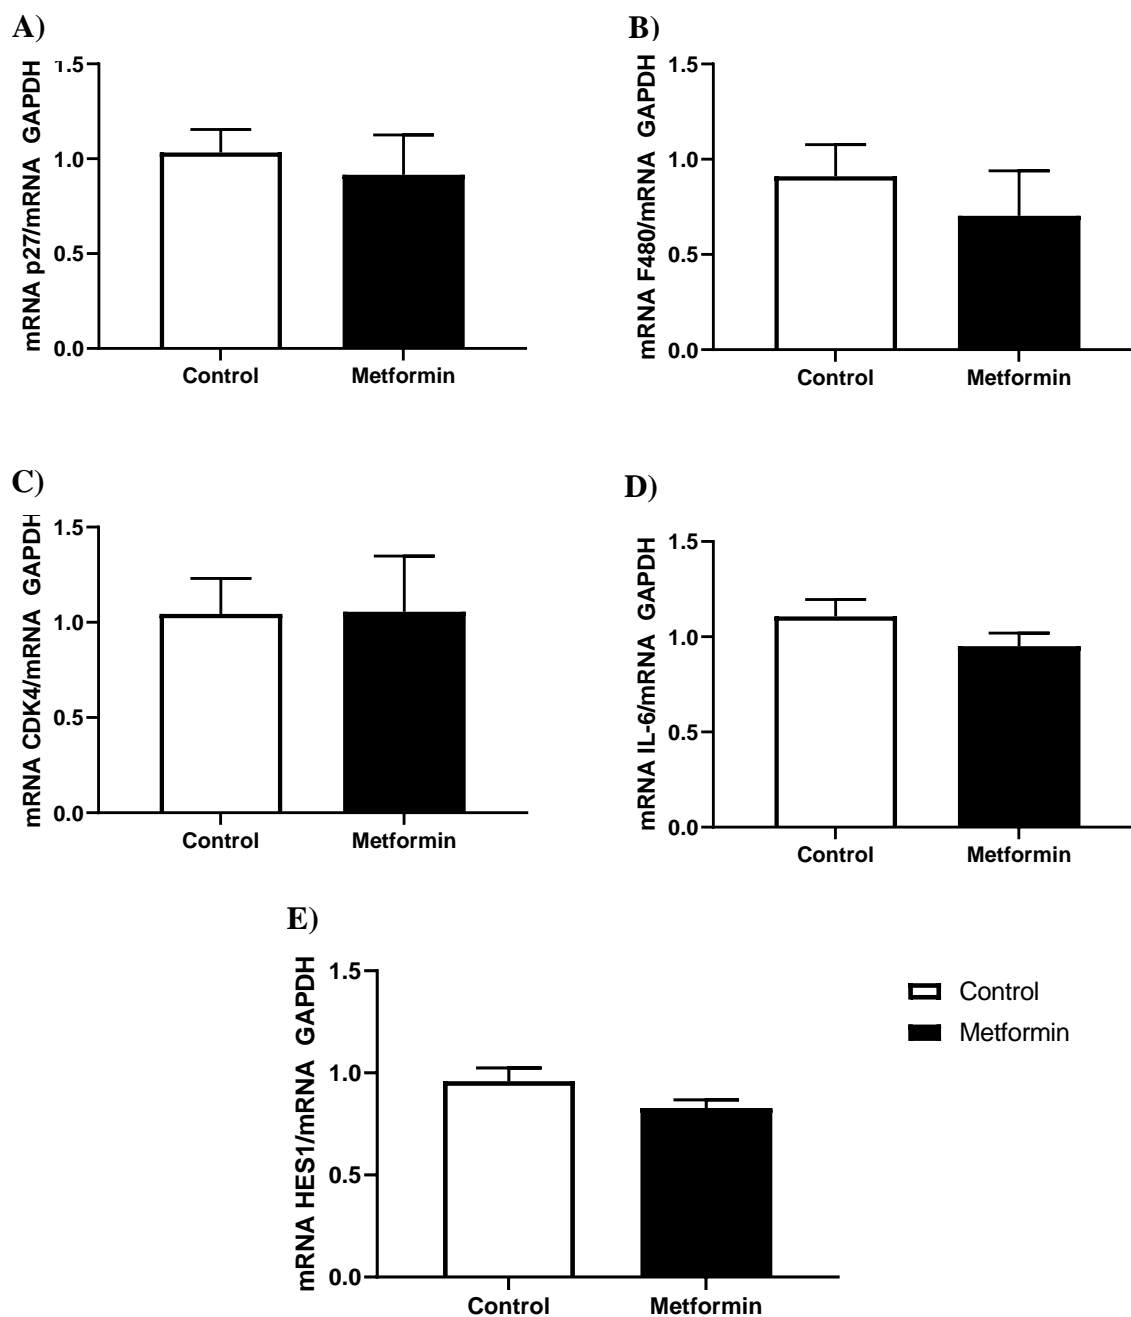 A)
mRNA p27/mRNA GAPDH
1.5
1.0
0.5
0.0
Control
Metformin
B)
mRNA F480/mRNA GAPDH
1.5
1.0
0.5
0.0
Control
Metformin
C)
mRNA CDK4/mRNA GAPDH
1.5
1.0
0.5
0.0
Control
Metformin
D)
mRNA IL-6/mRNA GAPDH
1.5
1.0
0.5
0.0
Control
Metformin
E)
mRNA HES1/mRNA GAPDH
1.5
1.0
0.5
0.0
Control
Metformin
Control
Metformin